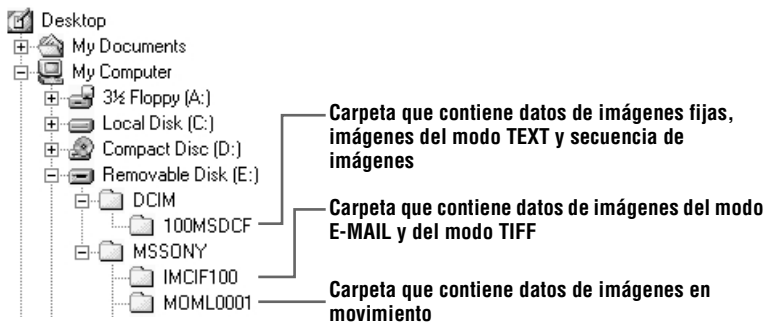 Desktop
My Documents
My Computer
3½ Floppy (A:)
Local Disk (C:)
Compact Disc (D:)
Removable Disk (E:)
DCIM
100MSDCF
MSSONY
IMCIF100
MOML0001
Carpeta que contiene datos de imágenes fijas,
imágenes del modo TEXT y secuencia de
imágenes
Carpeta que contiene datos de imágenes del modo
E-MAIL y del modo TIFF
Carpeta que contiene datos de imágenes en
movimiento